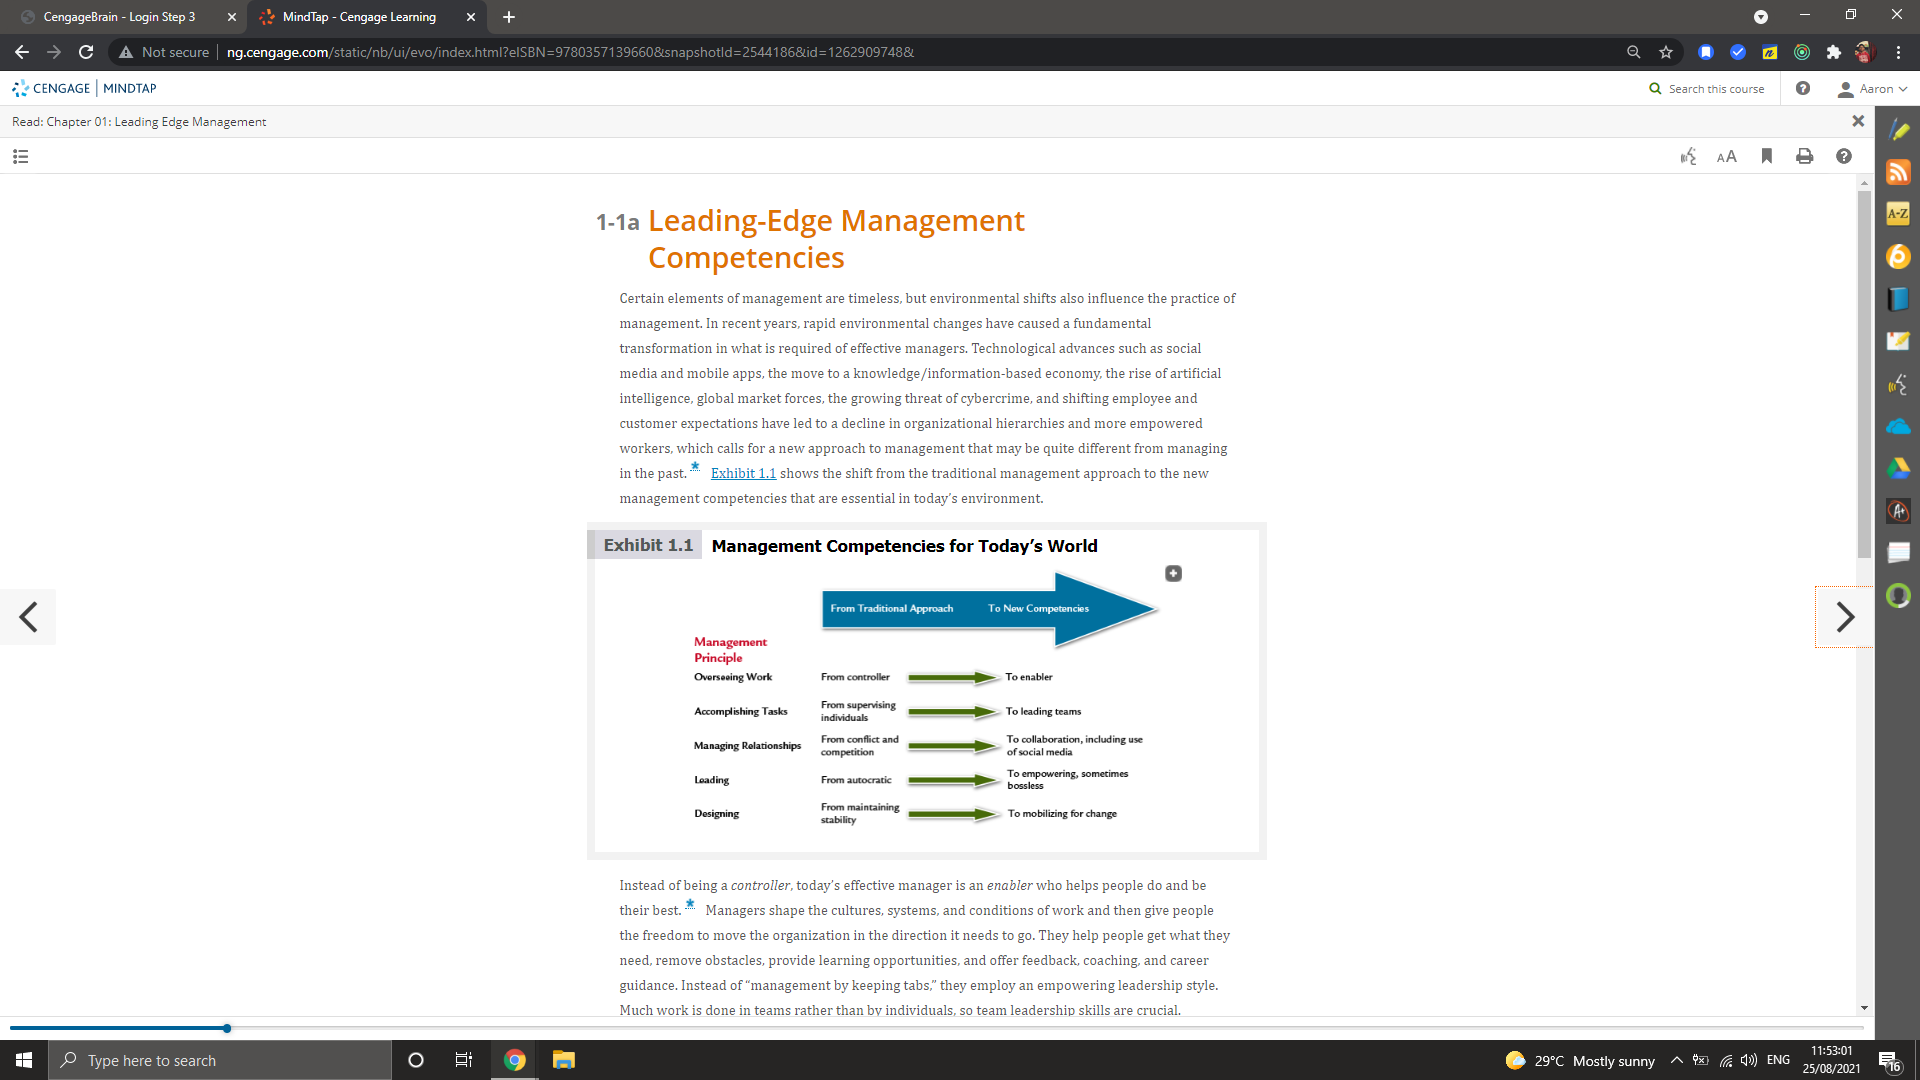 CengageBrain - Login Step 3
MindTap - Cengage Learning
Not secure
ng.cengage.com/static/nb/ui/evo/index.html?eISBN=9780357139660&snapshotId=2544186&id=1262909748&
CENGAGE | MINDTAP
Search this course
Aaron
Read: Chapter 01: Leading Edge Management
AA
A-Z
1-1a Leading-Edge Management
Competencies
Certain elements of management are timeless, but environmental shifts also influence the practice of
management. In recent years, rapid environmental changes have caused a fundamental
transformation in what is required of effective managers. Technological advances such as social
media and mobile apps, the move to a knowledge/information-based economy, the rise of artificial
intelligence, global market forces, the growing threat of cybercrime, and shifting employee and
customer expectations have led to a decline in organizational hierarchies and more empowered
workers, which calls for a new approach to management that may be quite different from managing
in the past. * Exhibit 1.1 shows the shift from the traditional management approach to the new
management competencies that are essential in today's environment.
Exhibit 1.1 Management Competencies for Today's World
From Traditional Approach To New Competencies
Management
Principle
Overseeing Work From controller To enabler
Accomplishing Tasks From supervising individuals To leading teams
Managing Relationships From conflict and competition To collaboration, including use of social media
Leading From autocratic To empowering, sometimes bossless
Designing From maintaining stability To mobilizing for change
A+
Instead of being a controller, today's effective manager is an enabler who helps people do and be
their best. * Managers shape the cultures, systems, and conditions of work and then give people
the freedom to move the organization in the direction it needs to go. They help people get what they
need, remove obstacles, provide learning opportunities, and offer feedback, coaching, and career
guidance. Instead of “management by keeping tabs,” they employ an empowering leadership style.
Much work is done in teams rather than by individuals, so team leadership skills are crucial.
Type here to search
29°C Mostly sunny
ENG
11:53:01
25/08/2021
16